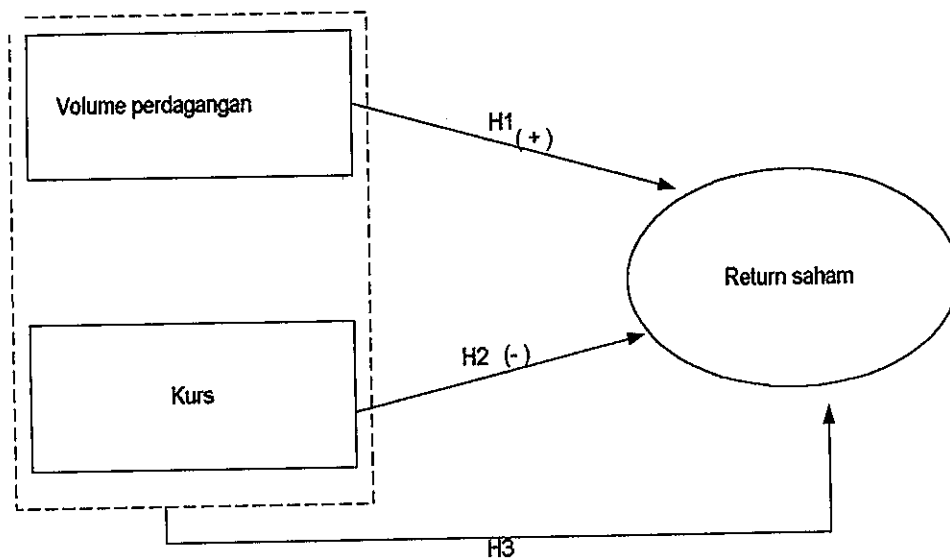 Volume perdagangan
H1
(+)
Return saham
H2 (-)
Kurs
H3